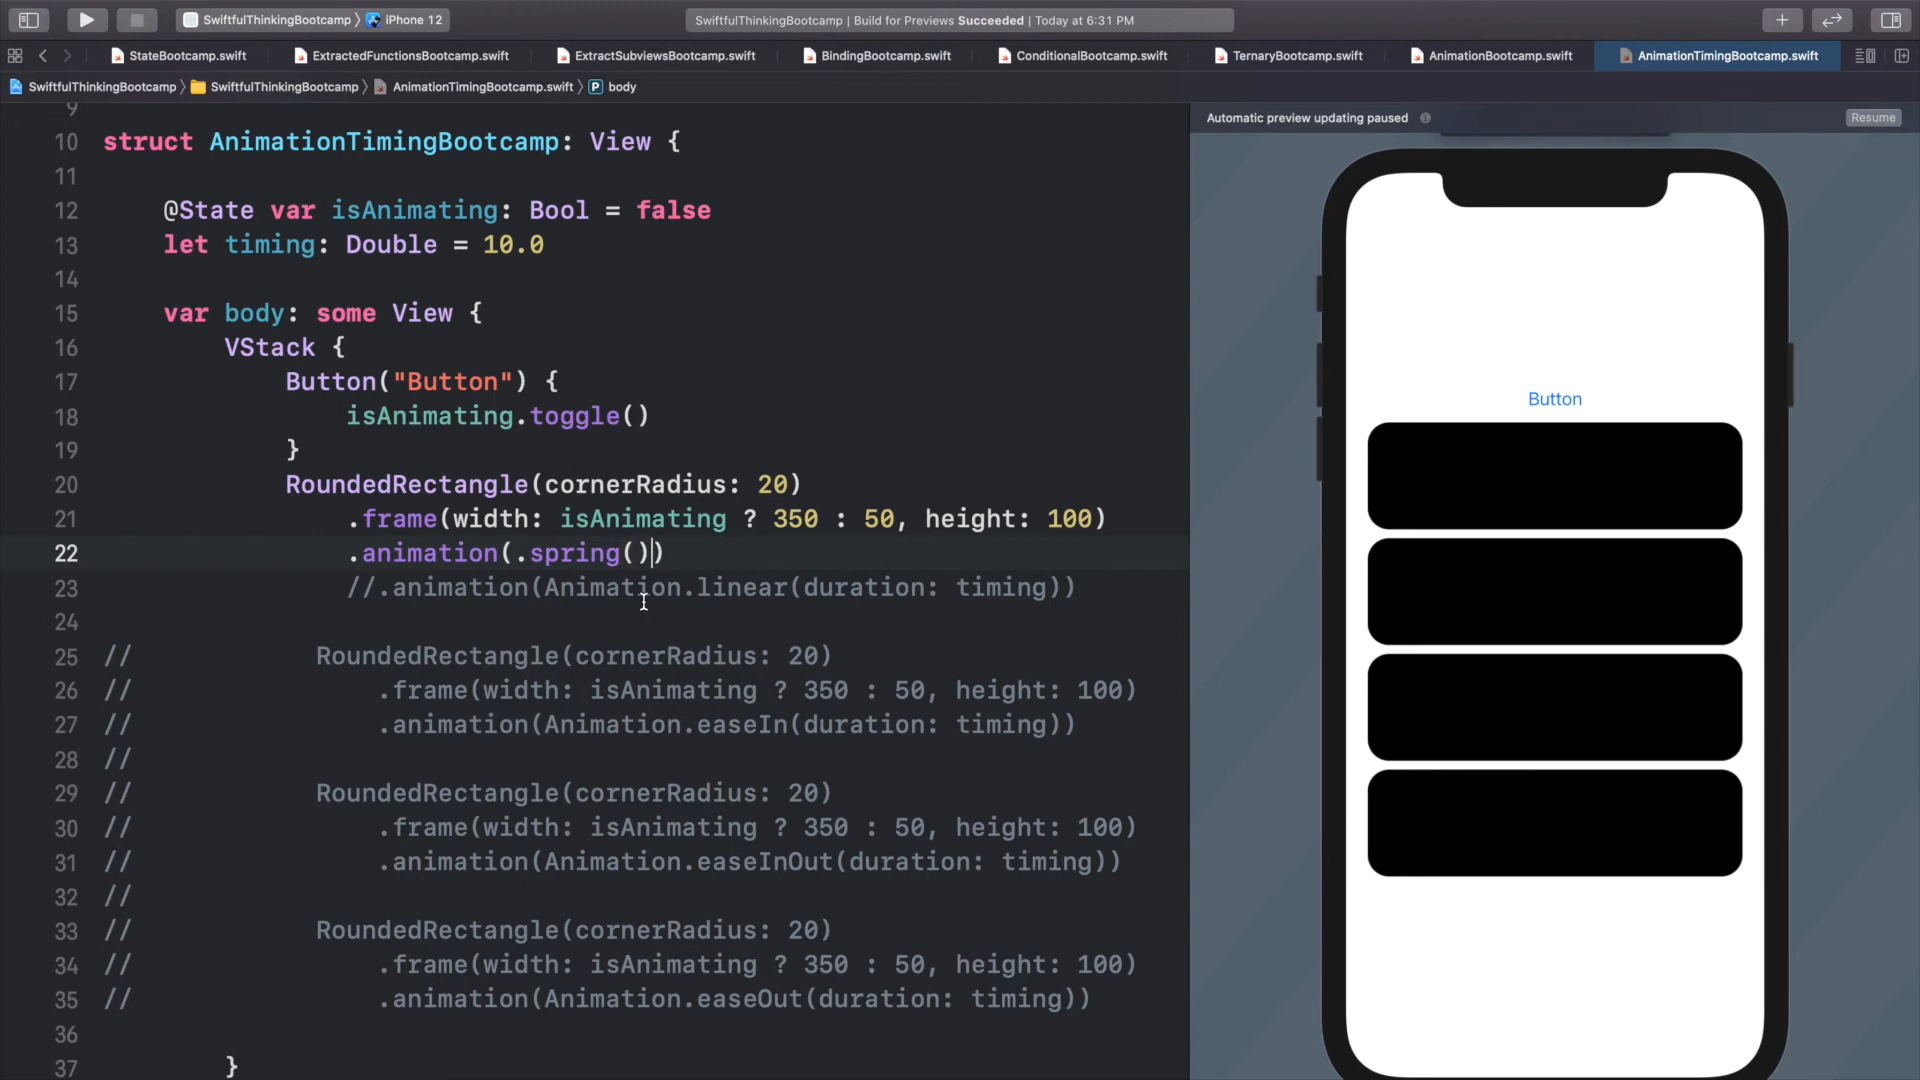 SwiftfulThinkingBootcamp 〉 iPhone 12
SwiftfulThinkingBootcamp | Build for Previews Succeeded | Today at 6:31 PM
StateBootcamp.swift ExtractedFunctionsBootcamp.swift ExtractSubviewsBootcamp.swift BindingBootcamp.swift ConditionalBootcamp.swift TernaryBootcamp.swift AnimationBootcamp.swift AnimationTimingBootcamp.swift
SwiftfulThinkingBootcamp 〉 SwiftfulThinkingBootcamp 〉 AnimationTimingBootcamp.swift 〉 P body
9
10 struct AnimationTimingBootcamp: View {
11
12 @State var isAnimating: Bool = false
13 let timing: Double = 10.0
14
15 var body: some View {
16 VStack {
17 Button("Button") {
18 isAnimating.toggle()
19 }
20 RoundedRectangle(cornerRadius: 20)
21 .frame(width: isAnimating ? 350 : 50, height: 100)
22 .animation(.spring())
23 //.animation(Animation.linear(duration: timing))
24
25 // RoundedRectangle(cornerRadius: 20)
26 // .frame(width: isAnimating ? 350 : 50, height: 100)
27 // .animation(Animation.easeIn(duration: timing))
28 //
29 // RoundedRectangle(cornerRadius: 20)
30 // .frame(width: isAnimating ? 350 : 50, height: 100)
31 // .animation(Animation.easeInOut(duration: timing))
32 //
33 // RoundedRectangle(cornerRadius: 20)
34 // .frame(width: isAnimating ? 350 : 50, height: 100)
35 // .animation(Animation.easeOut(duration: timing))
36
37 }
Automatic preview updating paused
Resume
Button